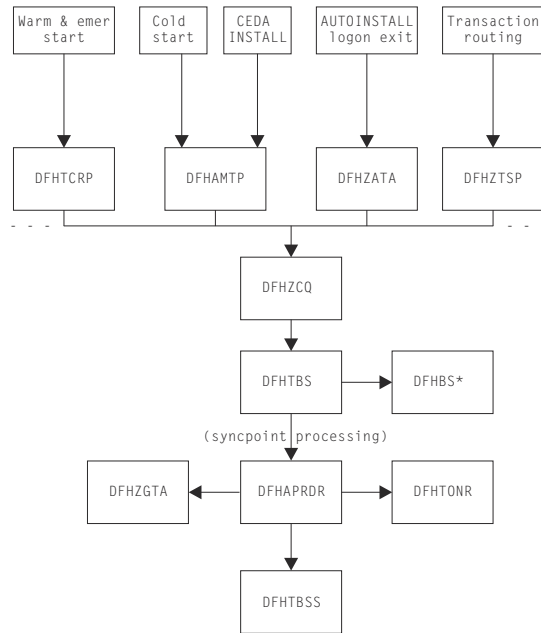 Warm & emer
start
Cold
start
CEDA
INSTALL
AUTOINSTALL
logon exit
Transaction
routing
DFHTCRP
DFHAMTP
DFHZATA
DFHZTSP
DFHZCQ
DFHTBS
DFHBS*
(syncpoint processing)
DFHZGTA
DFHAPRDR
DFHTONR
DFHTBSS